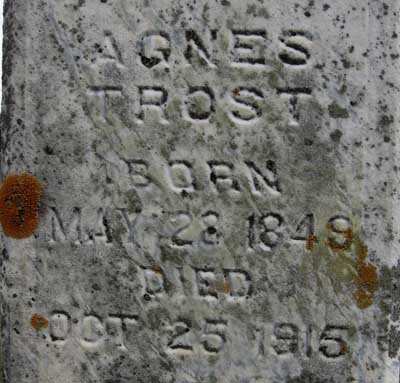 AGNES
TROST
BORN
MAY 28 1849
DIED
OCT 25 1915